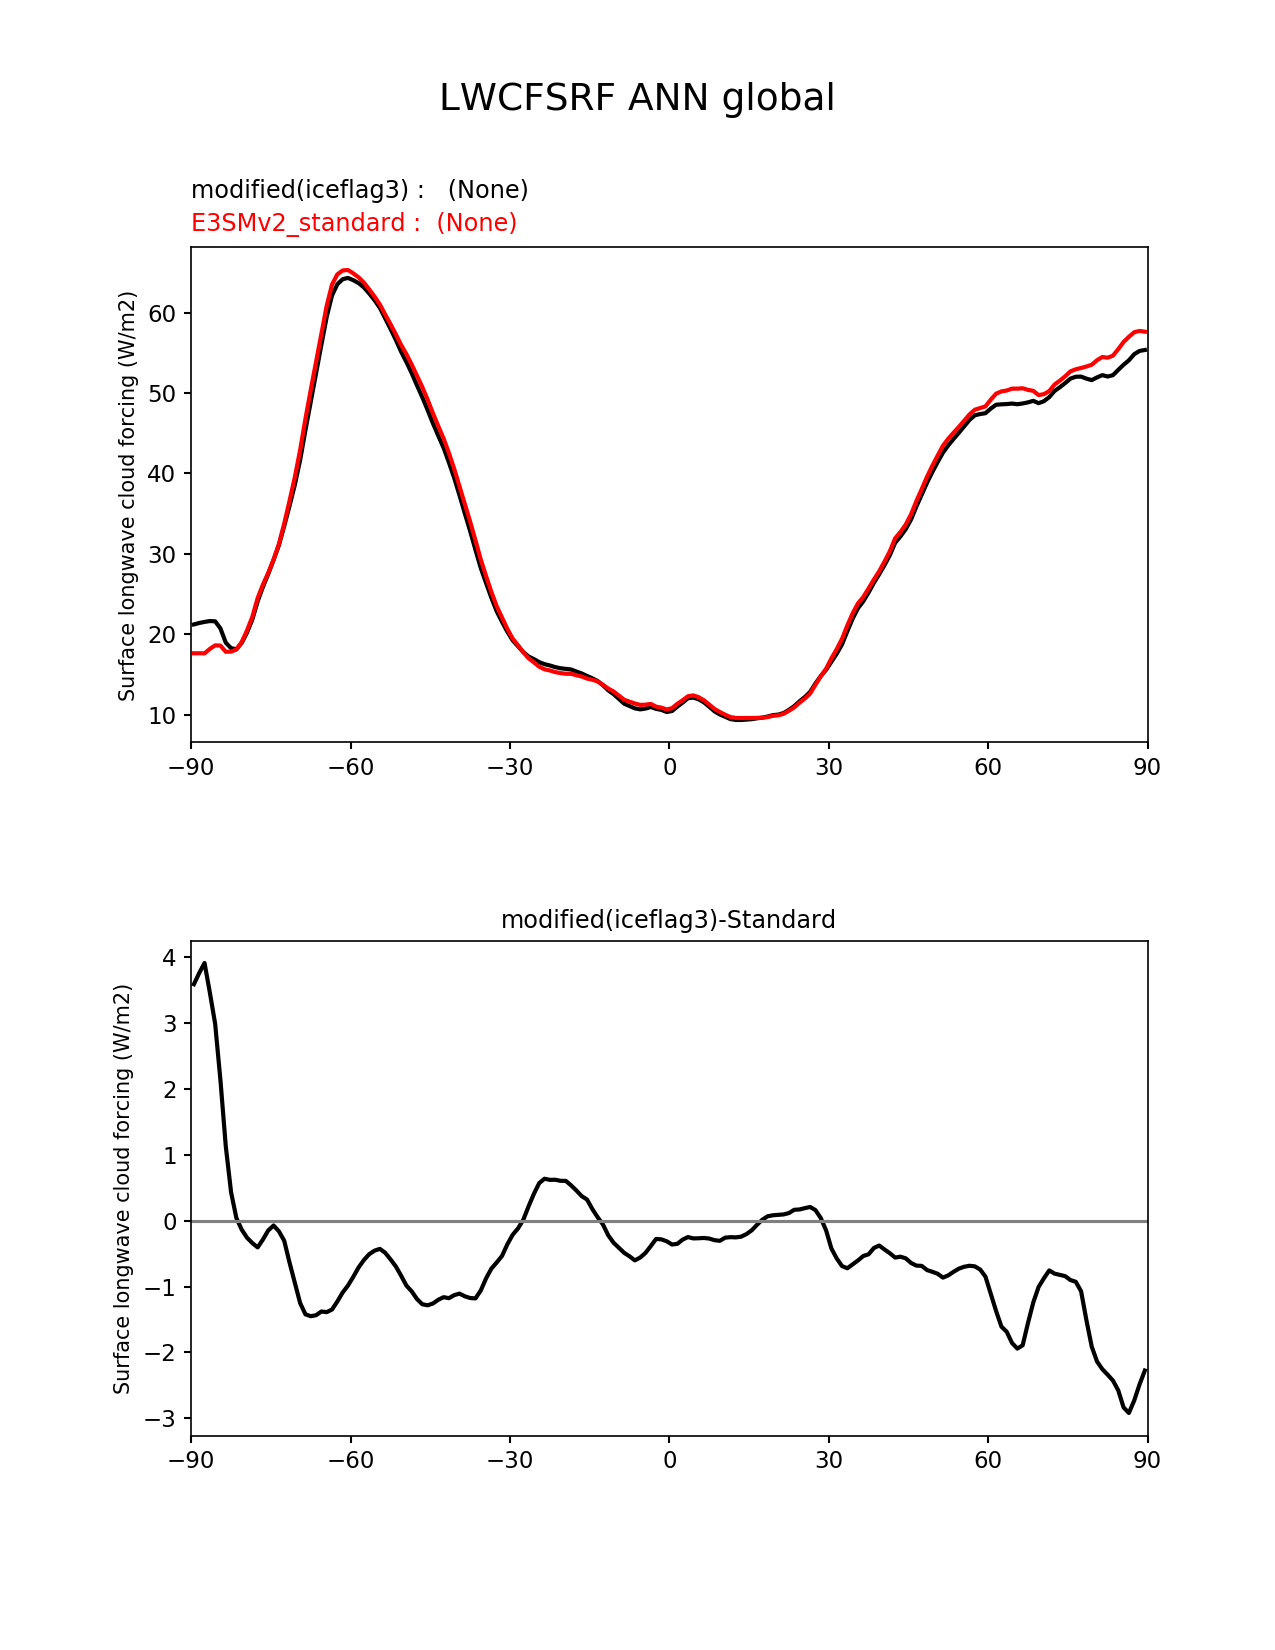 LWCFSRF ANN global
modified(iceflag3) :   (None)
E3SMv2_standard :  (None)
Surface longwave cloud forcing (W/m2)
60
50
40
30
20
10
−90 −60 −30 0 30 60 90
modified(iceflag3)-Standard
Surface longwave cloud forcing (W/m2)
4
3
2
1
0
−1
−2
−3
−90 −60 −30 0 30 60 90